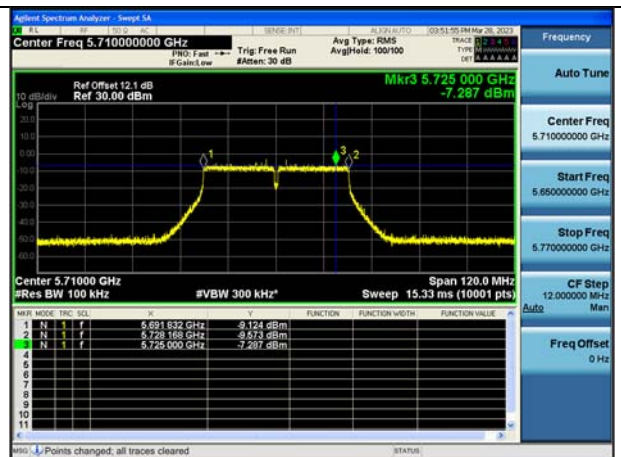 Agilent Spectrum Analyzer - Swept SA
RL RF 50 Ω AC SENSE:INT ALIGN AUTO 03:51:55 PM Mar 28, 2023
Center Freq 5.710000000 GHz
PNO: Fast
IFGain:Low
Trig: Free Run
#Atten: 30 dB
Avg Type: RMS
Avg|Hold: 100/100
TRACE 1 2 3 4 5 6
TYPE M WWWWW
DET A A A A A A
Frequency
Auto Tune
Center Freq
5.710000000 GHz
Start Freq
5.650000000 GHz
Stop Freq
5.770000000 GHz
CF Step
12.000000 MHz
Auto Man
Freq Offset
0 Hz
Mkr3 5.725 000 GHz
-7.287 dBm
Ref Offset 12.1 dB
10 dB/div Ref 30.00 dBm
Log
20.0
10.0
0.00
-10.0
-20.0
-30.0
-40.0
-50.0
-60.0
1
3
2
Center 5.71000 GHz Span 120.0 MHz
#Res BW 100 kHz #VBW 300 kHz* Sweep 15.33 ms (10001 pts)
MKR MODE TRC SCL X Y FUNCTION FUNCTION WIDTH FUNCTION VALUE
1 N 1 f 5.691 832 GHz -9.124 dBm
2 N 1 f 5.728 168 GHz -9.573 dBm
3 N 1 f 5.725 000 GHz -7.287 dBm
4
5
6
7
8
9
10
11
MSG Points changed; all traces cleared STATUS